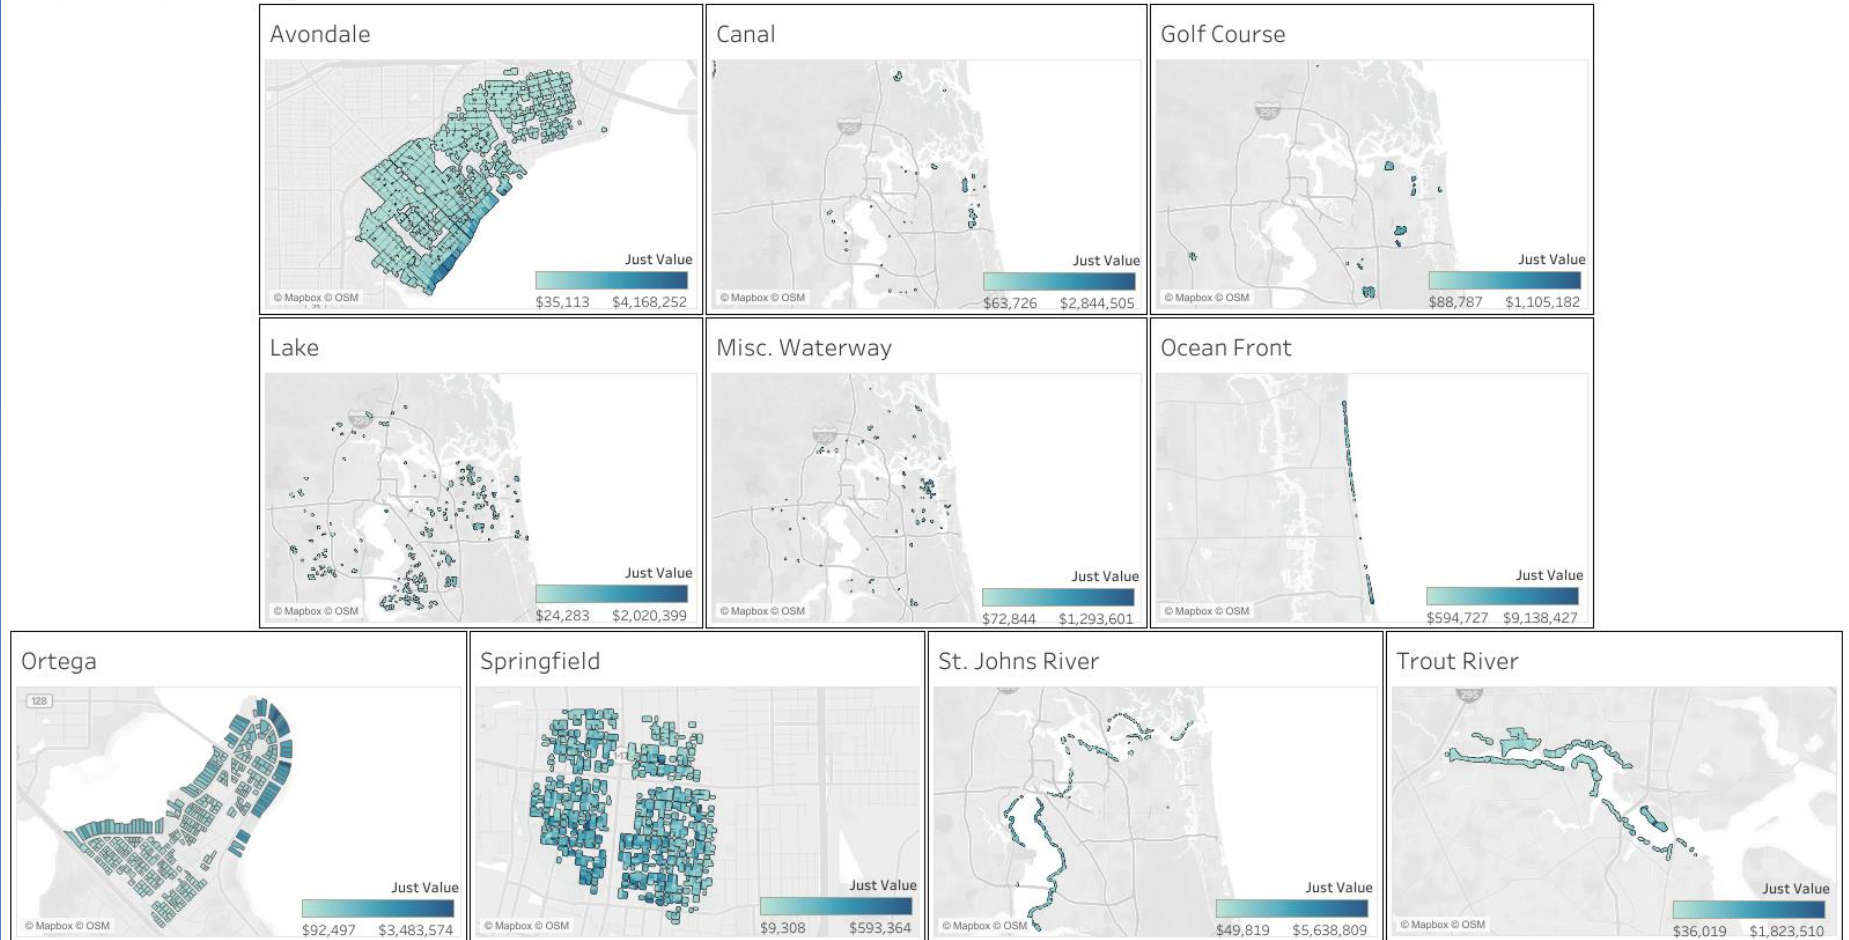 Avondale
© Mapbox © OSM
Just Value
$35,113 $4,168,252
Canal
295
© Mapbox © OSM
Just Value
$63,726 $2,844,505
Golf Course
295
© Mapbox © OSM
Just Value
$88,787 $1,105,182
Lake
295
© Mapbox © OSM
Just Value
$24,283 $2,020,399
Misc. Waterway
295
© Mapbox © OSM
Just Value
$72,844 $1,293,601
Ocean Front
© Mapbox © OSM
Just Value
$594,727 $9,138,427
Ortega
128
© Mapbox © OSM
Just Value
$92,497 $3,483,574
Springfield
© Mapbox © OSM
Just Value
$9,308 $593,364
St. Johns River
© Mapbox © OSM
Just Value
$49,819 $5,638,809
Trout River
295
© Mapbox © OSM
Just Value
$36,019 $1,823,510